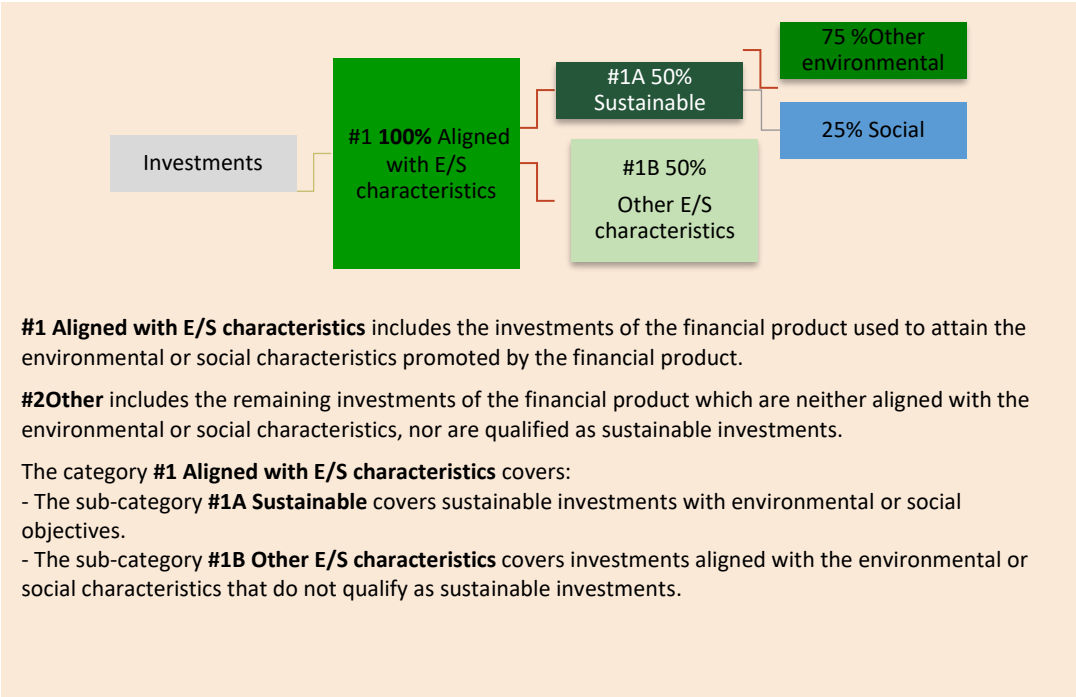 Investments
#1 100% Aligned
with E/S
characteristics
#1A 50%
Sustainable
75 %Other
environmental
25% Social
#1B 50%
Other E/S
characteristics
#1 Aligned with E/S characteristics includes the investments of the financial product used to attain the
environmental or social characteristics promoted by the financial product.
#2Other includes the remaining investments of the financial product which are neither aligned with the
environmental or social characteristics, nor are qualified as sustainable investments.
The category #1 Aligned with E/S characteristics covers:
- The sub-category #1A Sustainable covers sustainable investments with environmental or social
objectives.
- The sub-category #1B Other E/S characteristics covers investments aligned with the environmental or
social characteristics that do not qualify as sustainable investments.